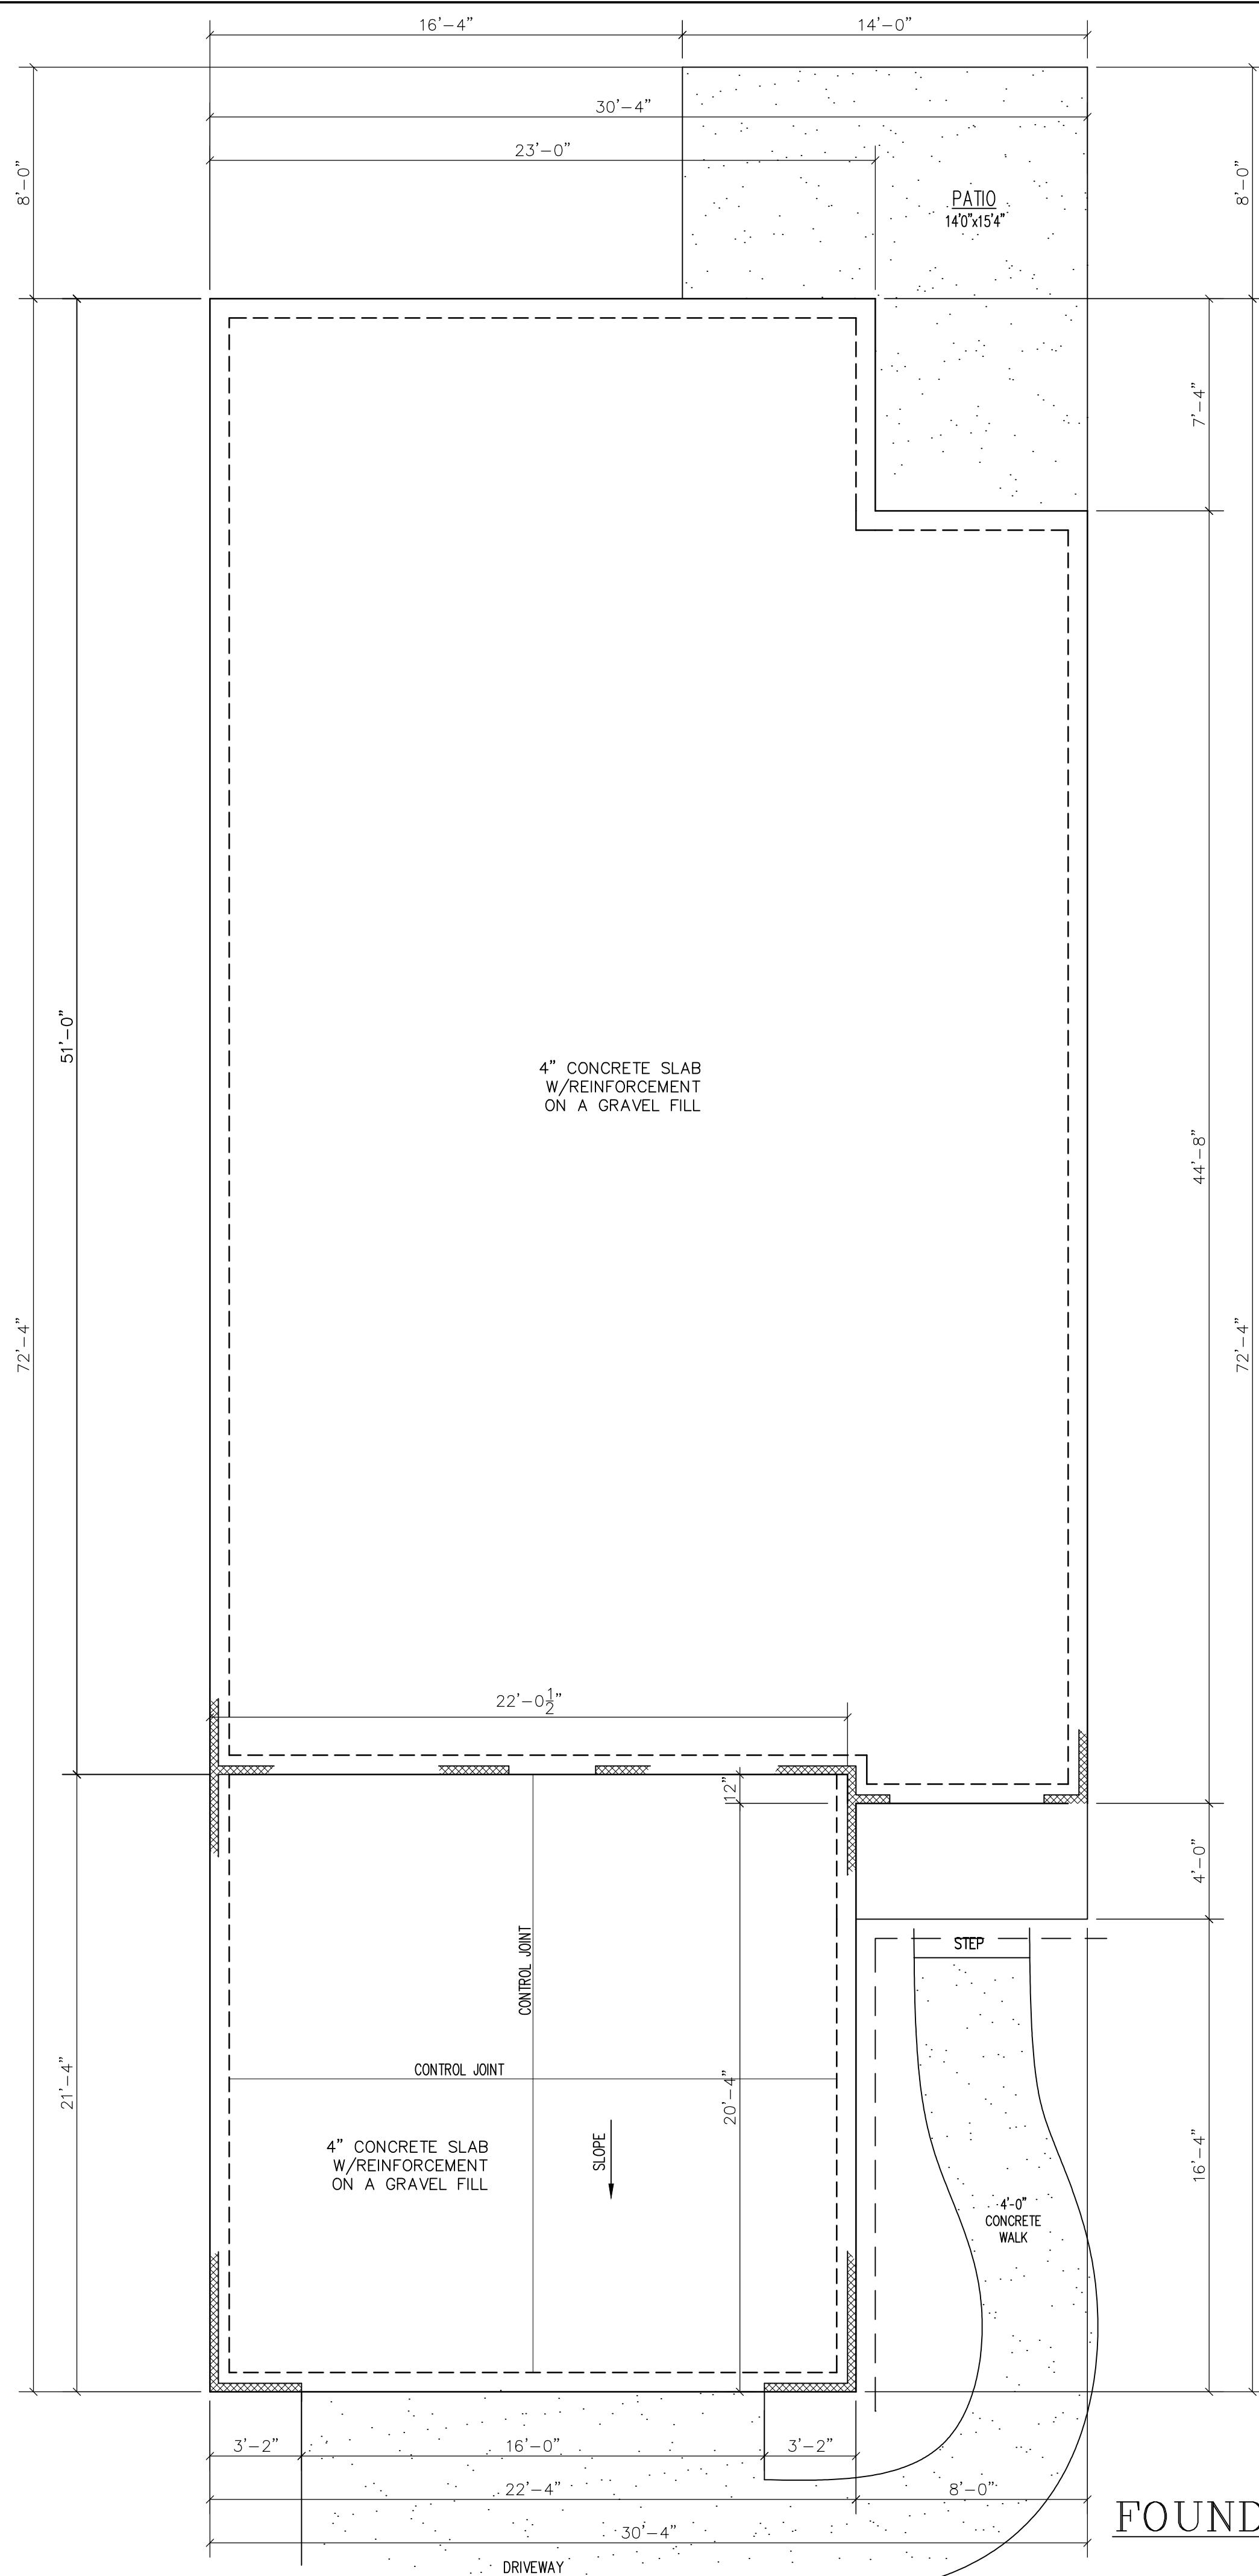 16'-4" 14'-0"
30'-4"
23'-0"
8'-0"
8'-0"
PATIO
14'0"x15'4"
7'-4"
51'-0"
4" CONCRETE SLAB
W/REINFORCEMENT
ON A GRAVEL FILL
44'-8"
72'-4"
72'-4"
22'-0 1/2"
12"
4'-0"
STEP
CONTROL JOINT
CONTROL JOINT
21'-4"
20'-4"
4" CONCRETE SLAB
W/REINFORCEMENT
ON A GRAVEL FILL
SLOPE
16'-4"
4'-0"
CONCRETE
WALK
3'-2" 16'-0" 3'-2"
22'-4" 8'-0"
30'-4"
FOUND
DRIVEWAY